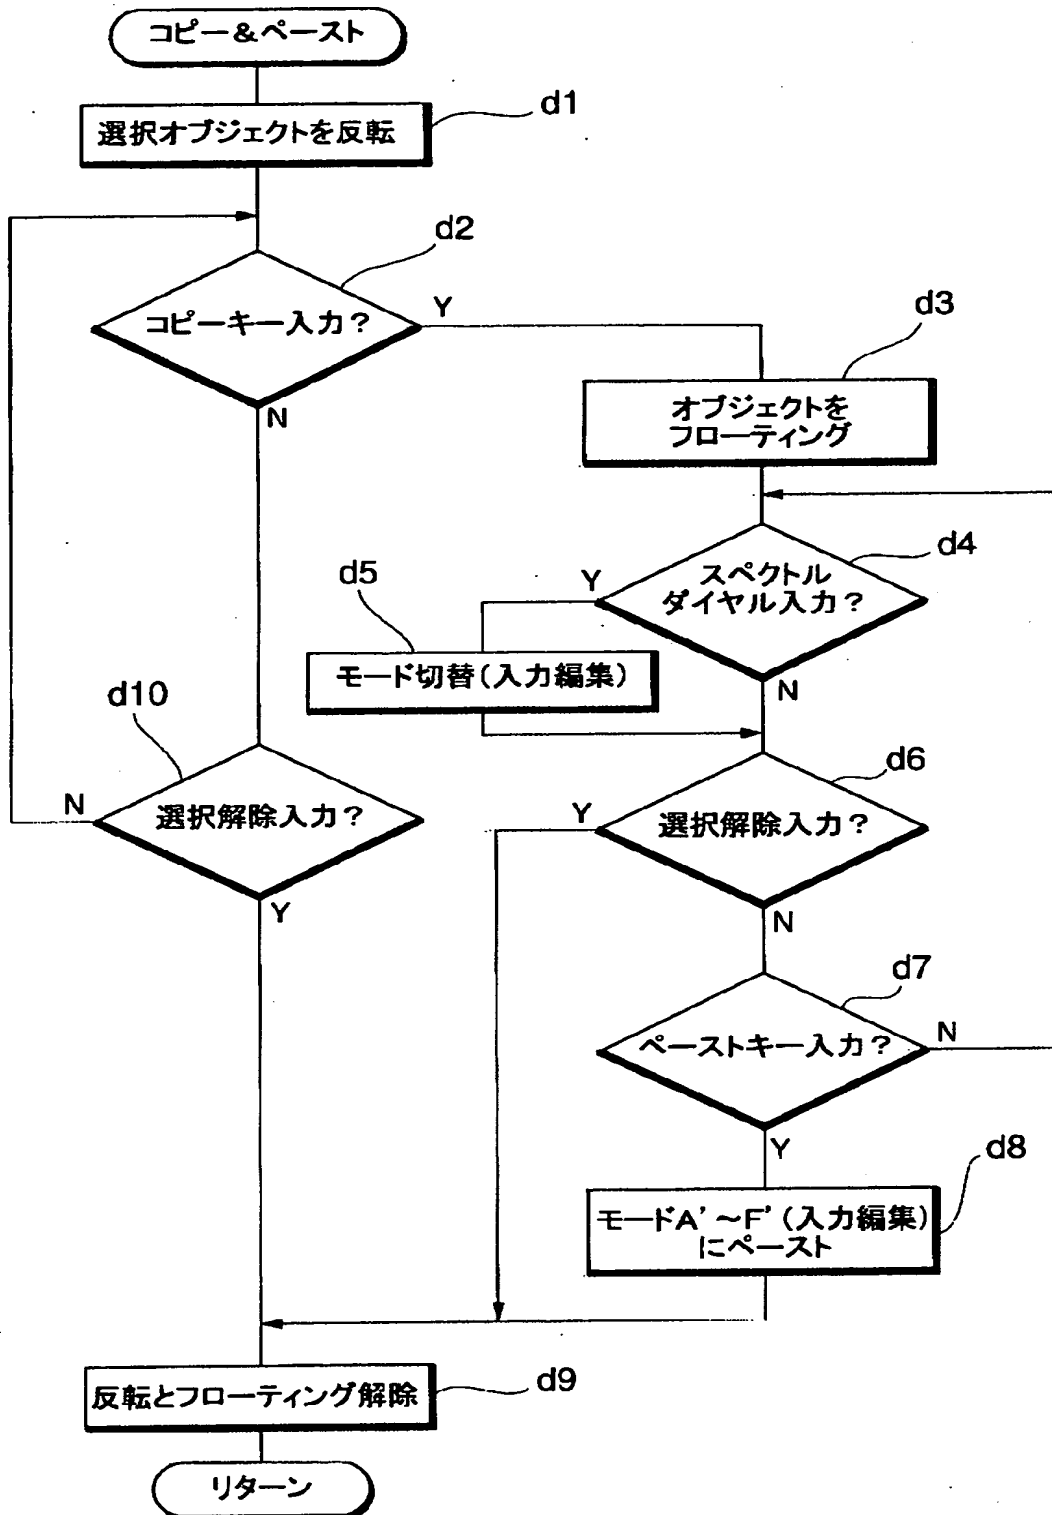 コピー&ペースト
選択オブジェクトを反転
d1
d2
コピーキー入力?
Y
N
d3
オブジェクトを
フローティング
d4
スペクトル
ダイヤル入力?
Y
N
d5
モード切替(入力編集)
d10
選択解除入力?
N
Y
d6
選択解除入力?
Y
N
d7
ペーストキー入力?
N
Y
d8
モードA'~F'(入力編集)
にペースト
反転とフローティング解除
d9
リターン